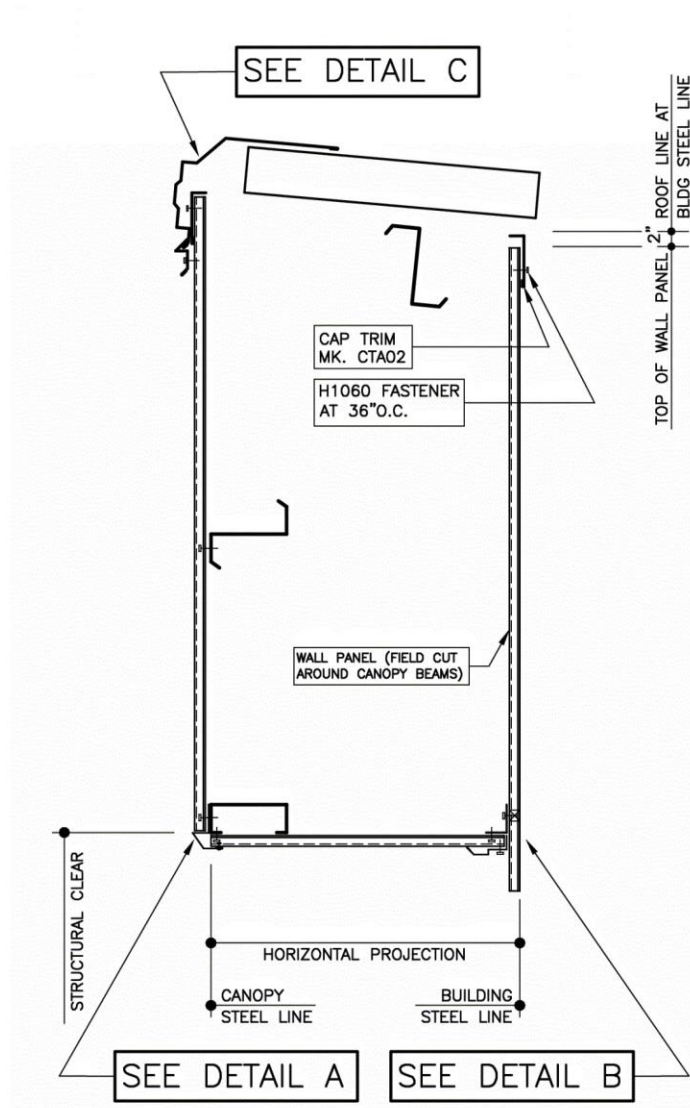 SEE DETAIL C
ROOF LINE AT
BLDG STEEL LINE
2"
TOP OF WALL PANEL
CAP TRIM
MK. CTA02
H1060 FASTENER
AT 36"O.C.
WALL PANEL (FIELD CUT
AROUND CANOPY BEAMS)
STRUCTURAL CLEAR
HORIZONTAL PROJECTION
CANOPY
STEEL LINE
BUILDING
STEEL LINE
SEE DETAIL A
SEE DETAIL B